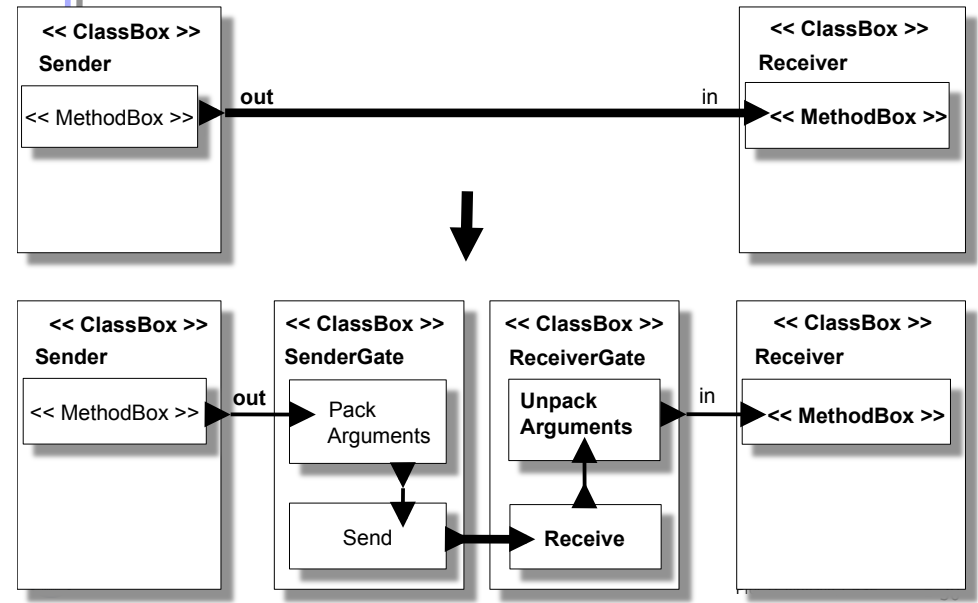 << ClassBox >>
Sender
<< MethodBox >>
out
in
<< ClassBox >>
Receiver
<< MethodBox >>
<< ClassBox >>
Sender
<< MethodBox >>
out
<< ClassBox >>
SenderGate
Pack
Arguments
Send
<< ClassBox >>
ReceiverGate
Unpack
Arguments
Receive
in
<< ClassBox >>
Receiver
<< MethodBox >>